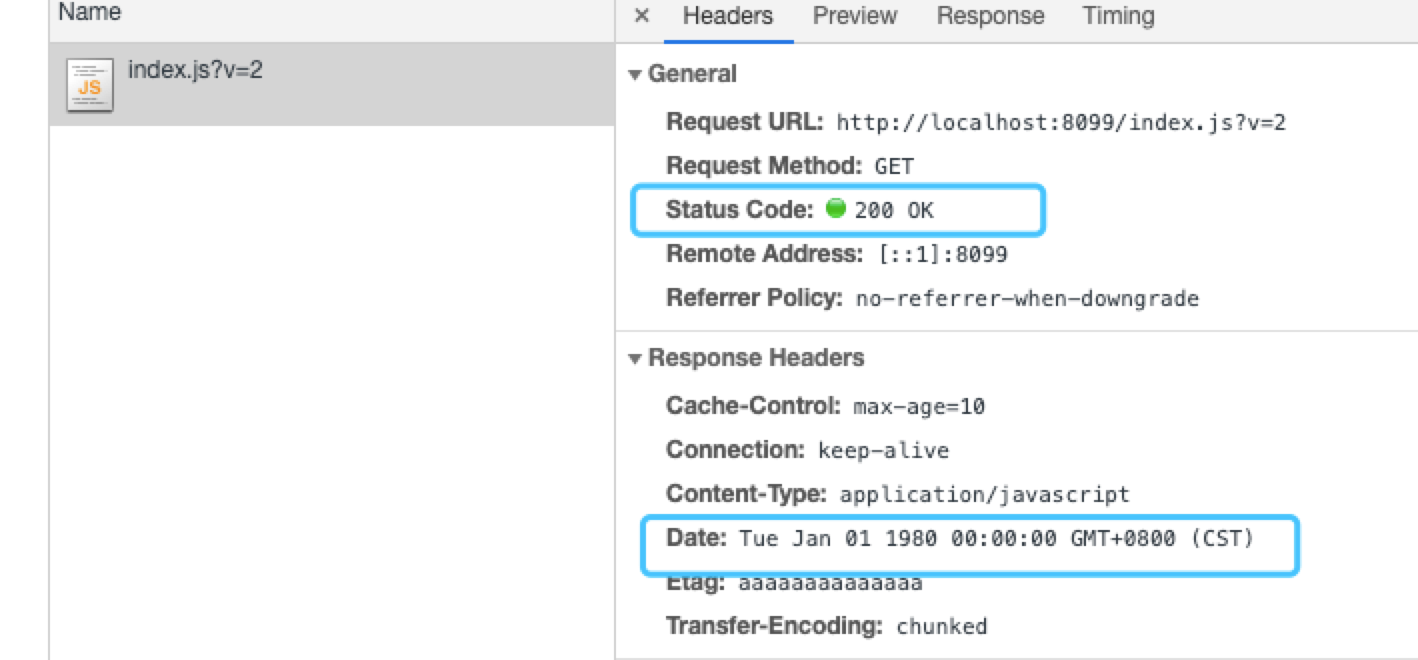 Name
× Headers Preview Response Timing
JS index.js?v=2
▼ General
Request URL: http://localhost:8099/index.js?v=2
Request Method: GET
Status Code: 200 OK
Remote Address: [::1]:8099
Referrer Policy: no-referrer-when-downgrade
▼ Response Headers
Cache-Control: max-age=10
Connection: keep-alive
Content-Type: application/javascript
Date: Tue Jan 01 1980 00:00:00 GMT+0800 (CST)
Etag: aaaaaaaaaaaaaa
Transfer-Encoding: chunked